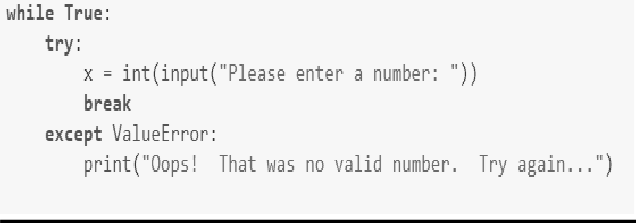 while True:
    try:
        x = int(input("Please enter a number: "))
        break
    except ValueError:
        print("Oops!  That was no valid number.  Try again...")